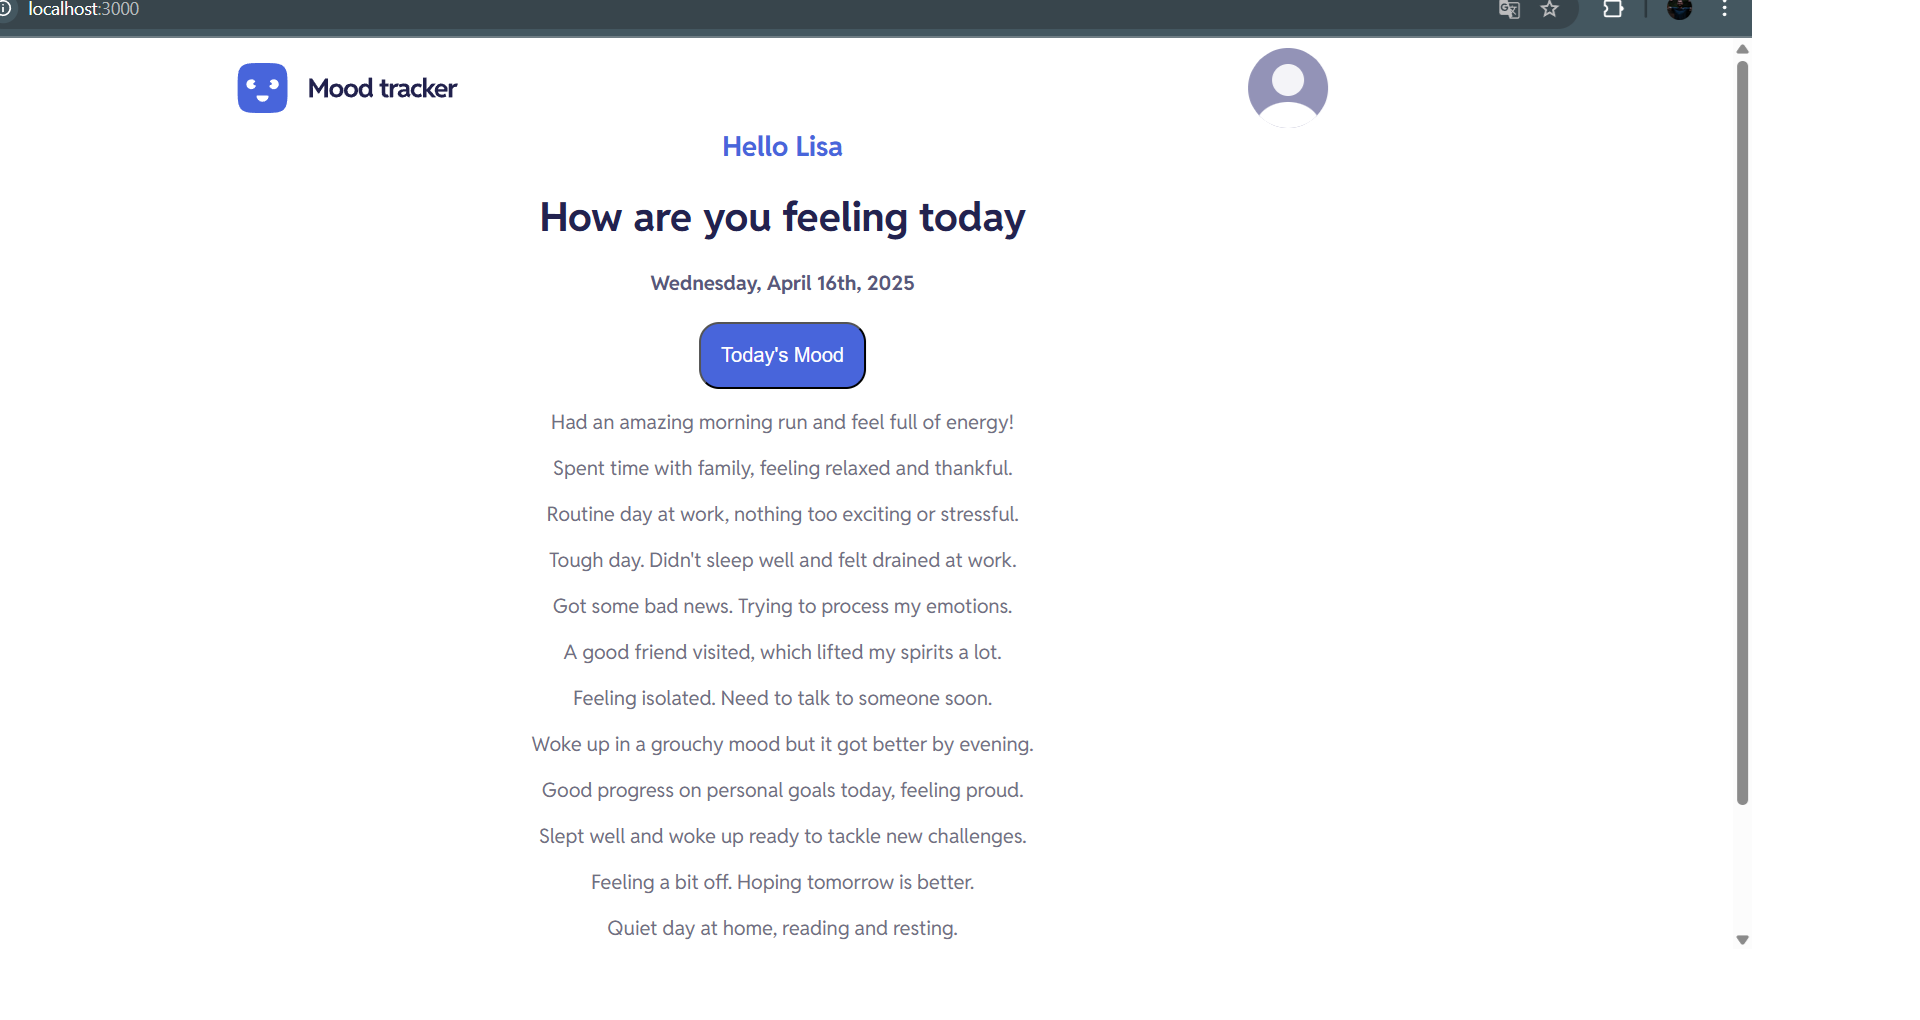 localhost:3000
Mood tracker
Hello Lisa
How are you feeling today
Wednesday, April 16th, 2025
Today's Mood
Had an amazing morning run and feel full of energy!
Spent time with family, feeling relaxed and thankful.
Routine day at work, nothing too exciting or stressful.
Tough day. Didn't sleep well and felt drained at work.
Got some bad news. Trying to process my emotions.
A good friend visited, which lifted my spirits a lot.
Feeling isolated. Need to talk to someone soon.
Woke up in a grouchy mood but it got better by evening.
Good progress on personal goals today, feeling proud.
Slept well and woke up ready to tackle new challenges.
Feeling a bit off. Hoping tomorrow is better.
Quiet day at home, reading and resting.